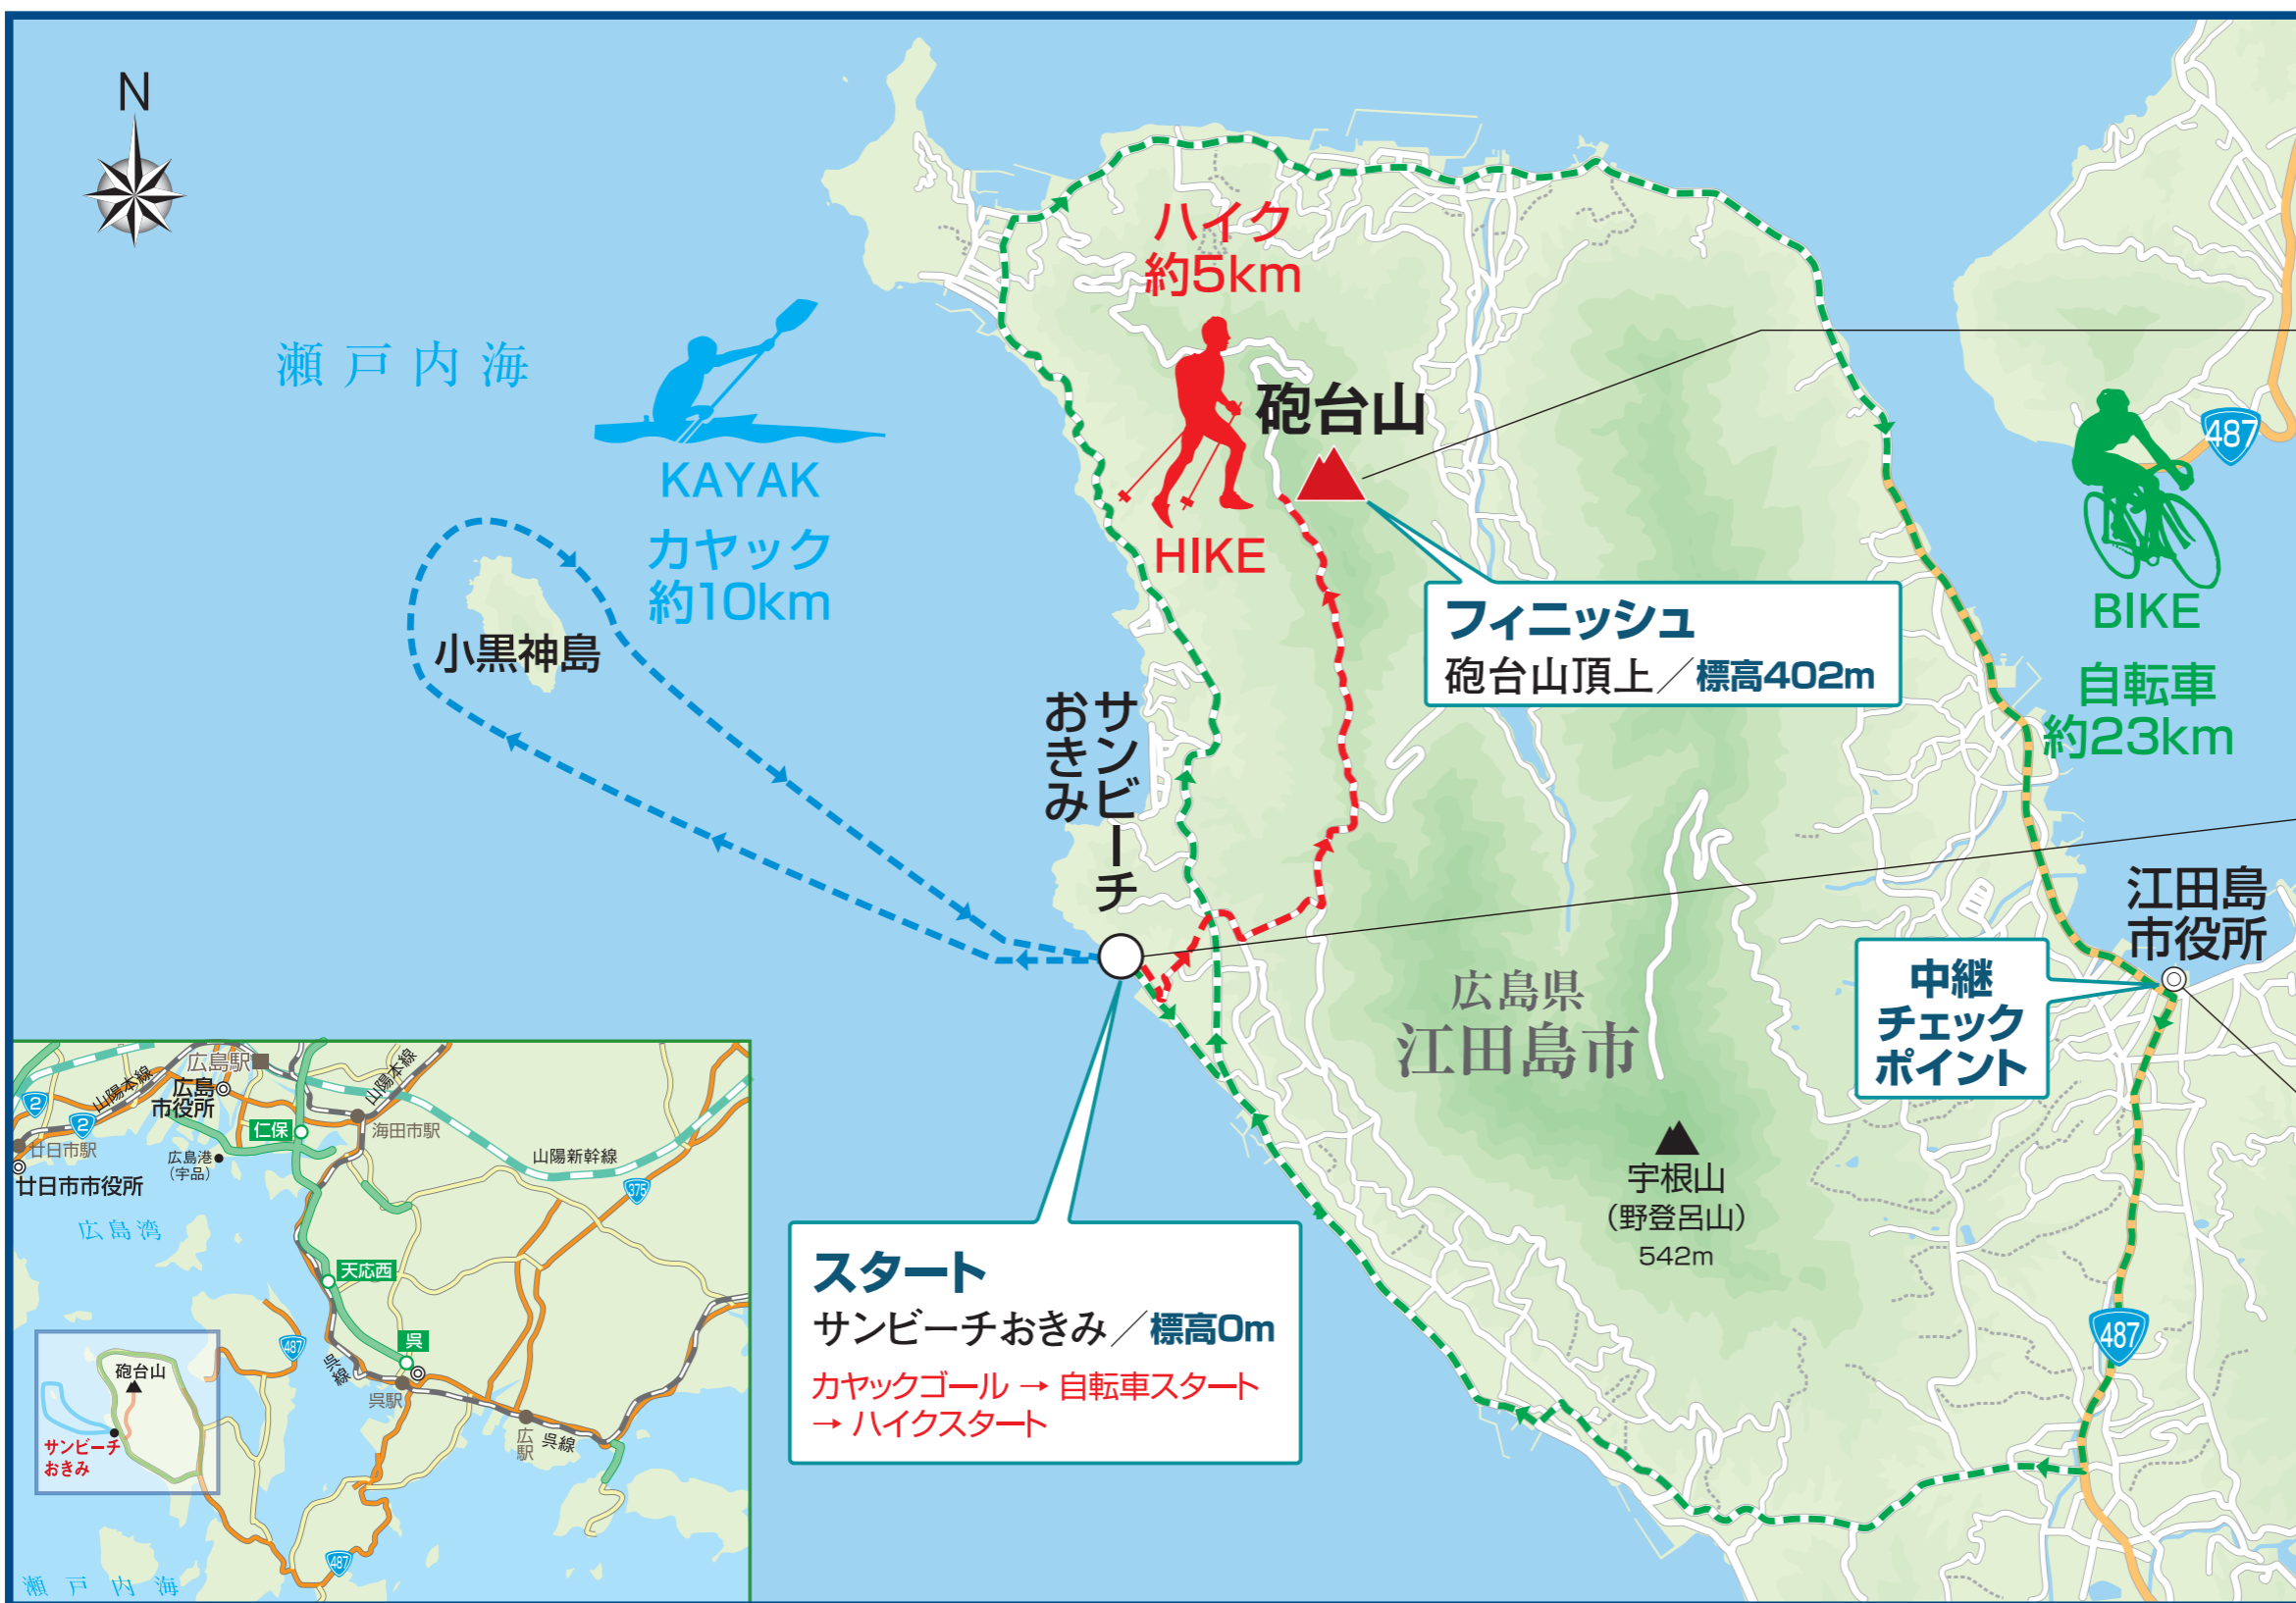 N
瀬戸内海
KAYAK
カヤック
約10km
小黒神島
ハイク
約5km
HIKE
砲台山
フィニッシュ
砲台山頂上／標高402m
487
BIKE
自転車
約23km
サンビーチ
おきみ
江田島
市役所
中継
チェック
ポイント
広島県
江田島市
宇根山
（野登呂山）
542m
487
スタート
サンビーチおきみ／標高0m
カヤックゴール → 自転車スタート
→ ハイクスタート
広島駅
山陽本線
山陽本線
広島
市役所
2
2
仁保
海田市駅
廿日市駅
広島港
（宇品）
山陽新幹線
廿日市市役所
375
広島湾
天応西
487
呉
呉線
呉駅
広駅
呉線
砲台山
サンビーチ
おきみ
487
瀬戸内海